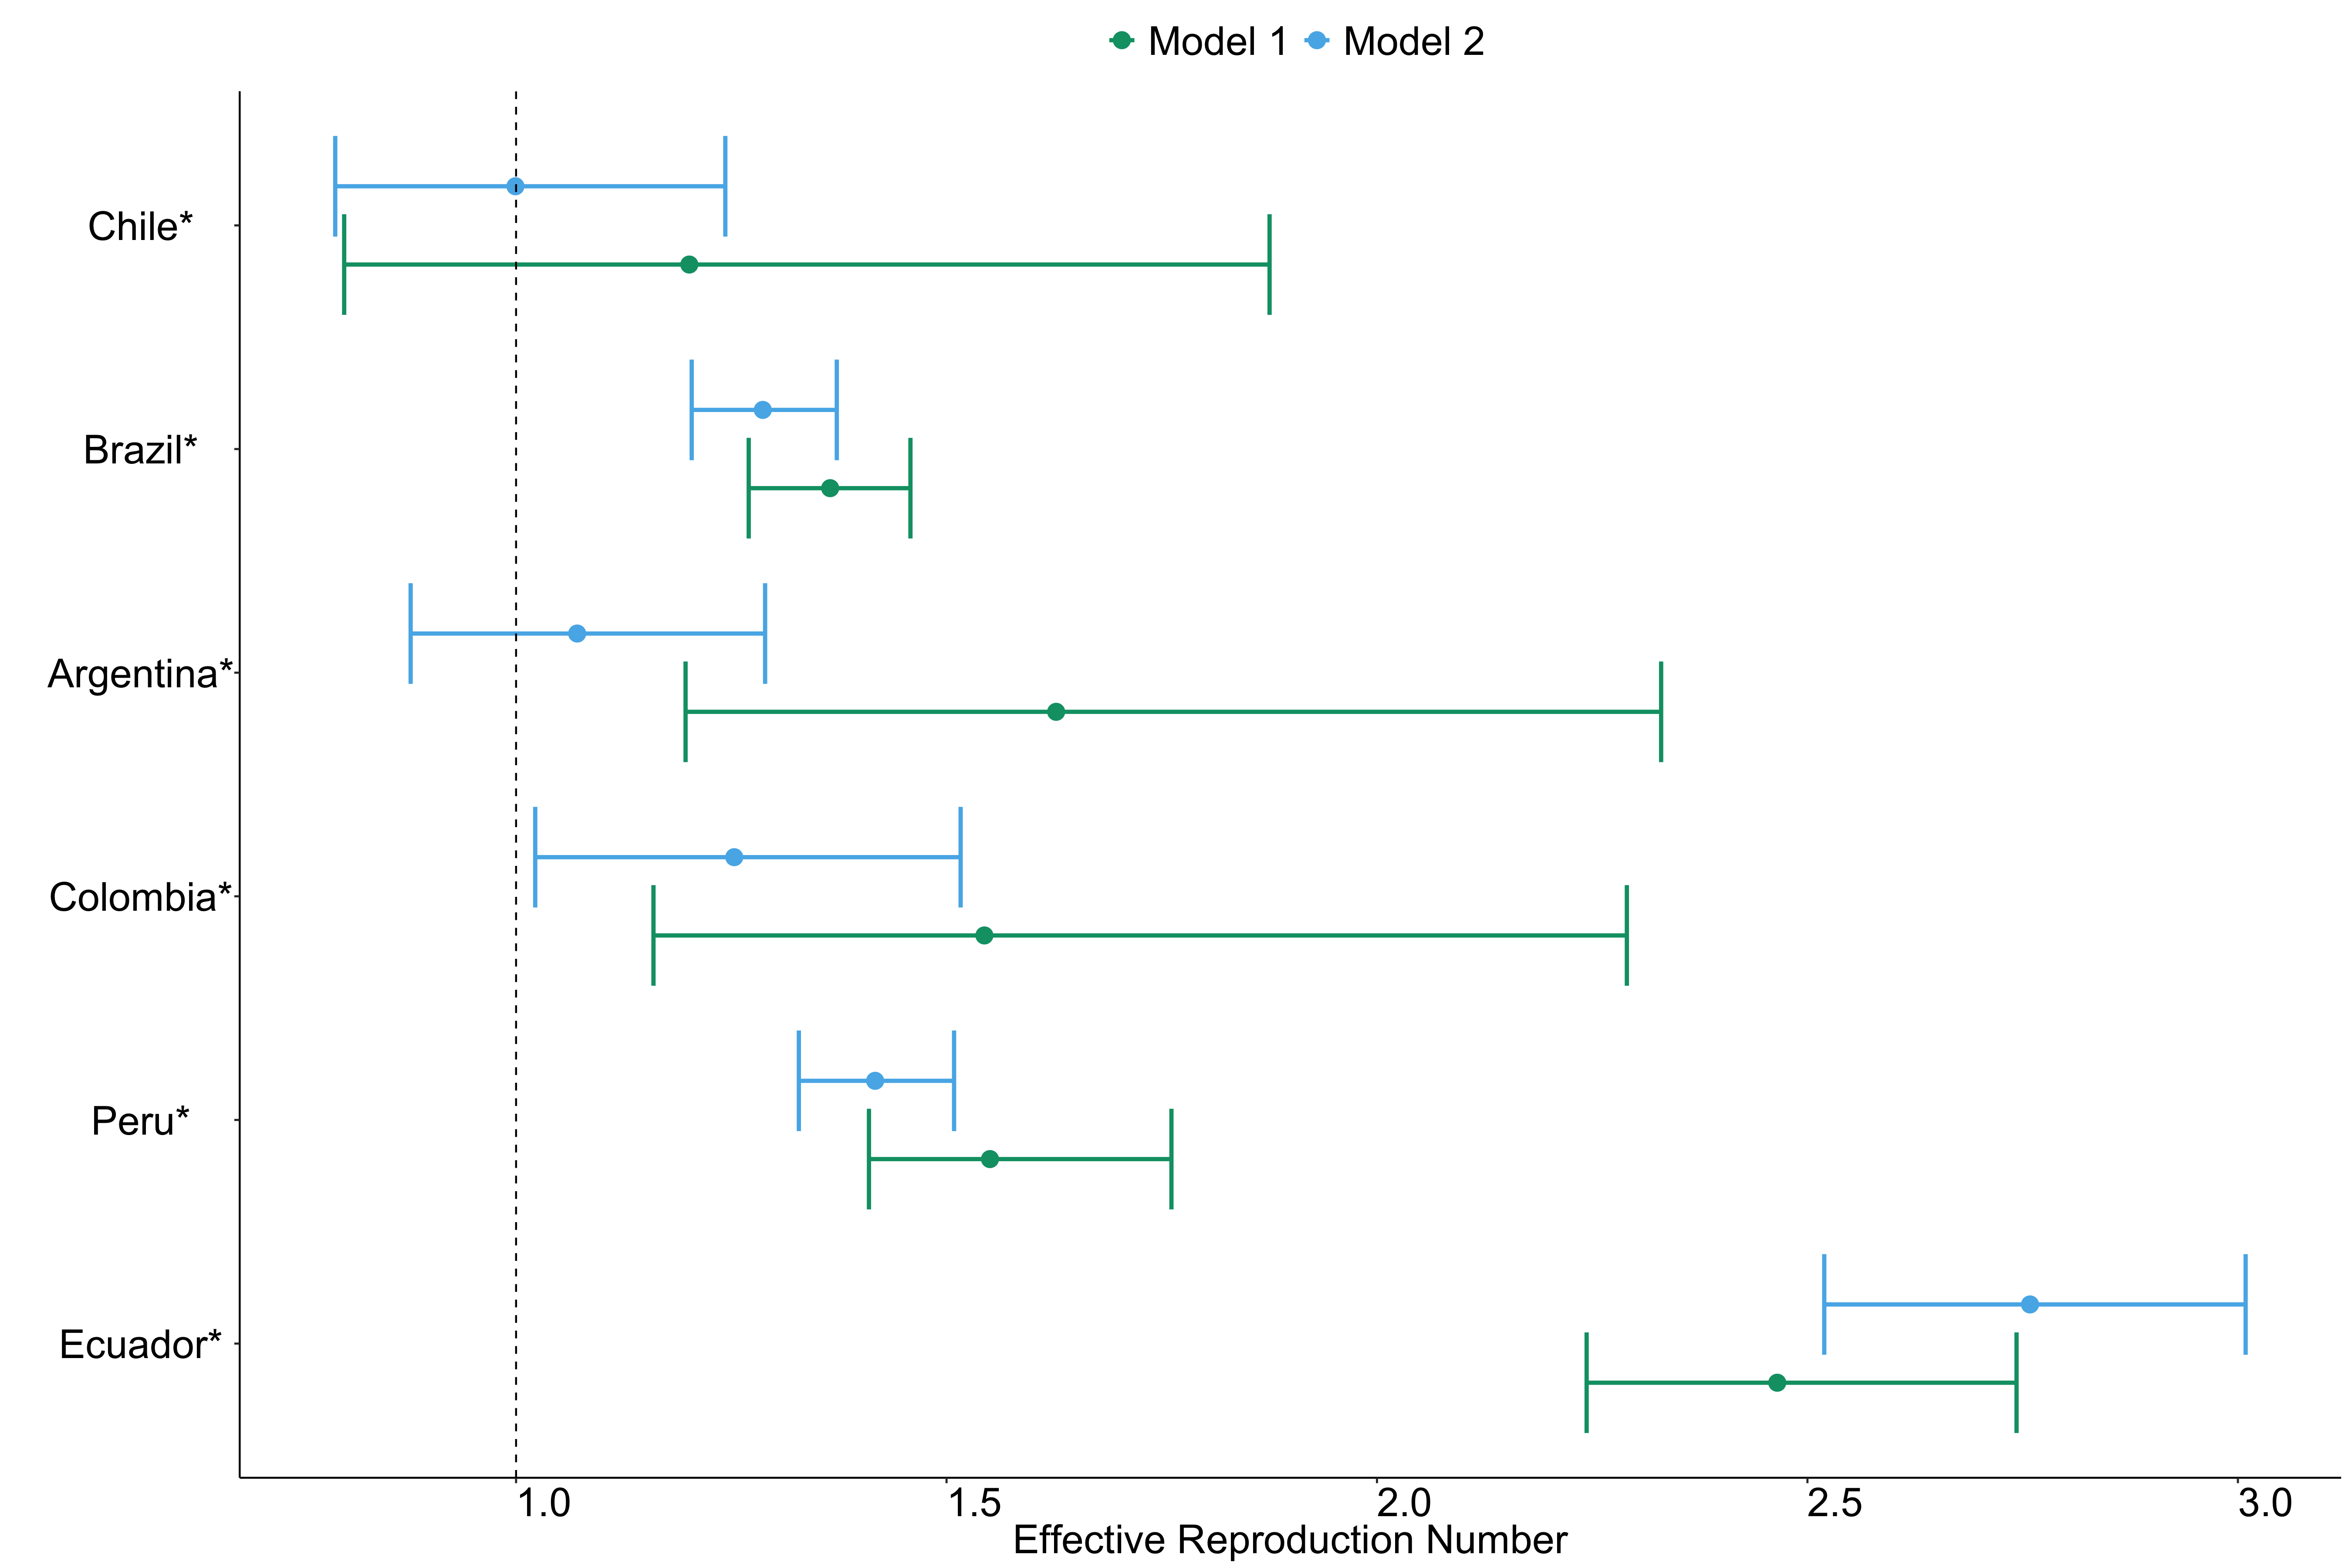 Model 1 Model 2
Chile*
Brazil*
Argentina*
Colombia*
Peru*
Ecuador*
1.0 1.5 2.0 2.5 3.0
Effective Reproduction Number